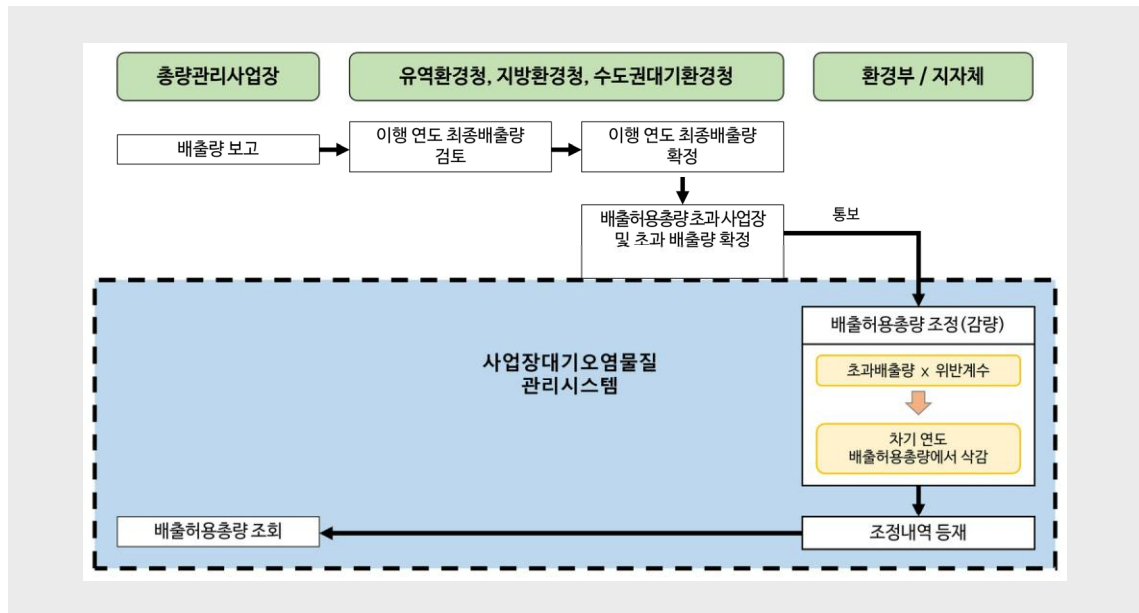 총량관리사업장
유역환경청, 지방환경청, 수도권대기환경청
환경부 / 지자체
배출량 보고
이행 연도 최종배출량
검토
이행 연도 최종배출량
확정
배출허용총량 초과 사업장
및 초과 배출량 확정
통보
배출허용총량 조정(감량)
초과배출량 x 위반계수
차기 연도
배출허용총량에서 삭감
사업장대기오염물질
관리시스템
조정내역 등재
배출허용총량 조회